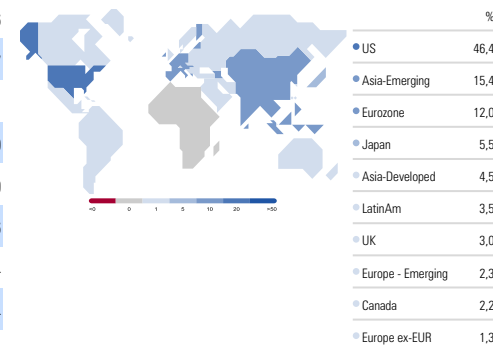 %
US 46,4
Asia-Emerging 15,4
Eurozone 12,0
Japan 5,5
Asia-Developed 4,5
LatinAm 3,5
UK 3,0
Europe - Emerging 2,3
Canada 2,2
Europe ex-EUR 1,3
<0 0 1 5 10 20 >50